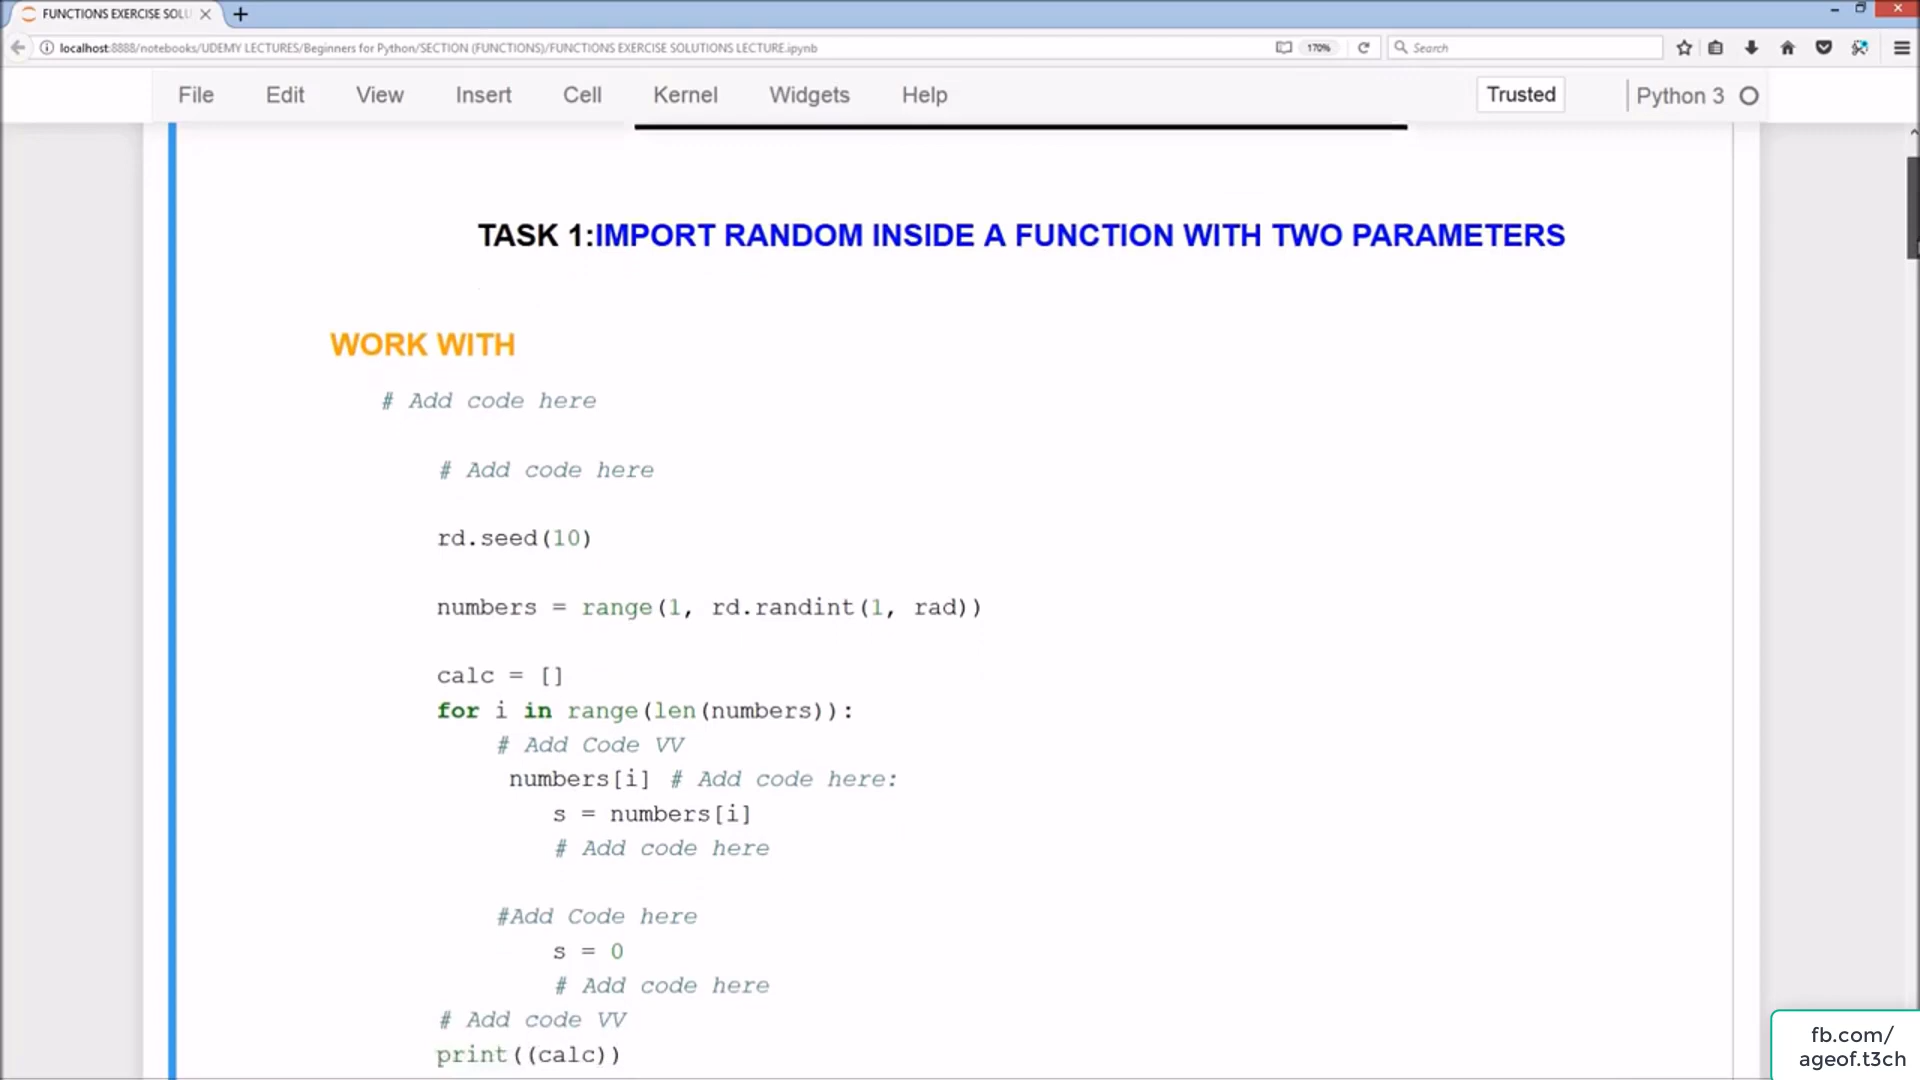 FUNCTIONS EXERCISE SOLU
localhost:8888/notebooks/UDEMY LECTURES/Beginners for Python/SECTION (FUNCTIONS)/FUNCTIONS EXERCISE SOLUTIONS LECTURE.ipynb
170%
Search
File Edit View Insert Cell Kernel Widgets Help
Trusted
Python 3
TASK 1:IMPORT RANDOM INSIDE A FUNCTION WITH TWO PARAMETERS
WORK WITH
# Add code here
# Add code here
rd.seed(10)
numbers = range(1, rd.randint(1, rad))
calc = []
for i in range(len(numbers)):
# Add Code VV
numbers[i] # Add code here:
s = numbers[i]
# Add code here
#Add Code here
s = 0
# Add code here
# Add code VV
print((calc))
fb.com/
ageof.t3ch